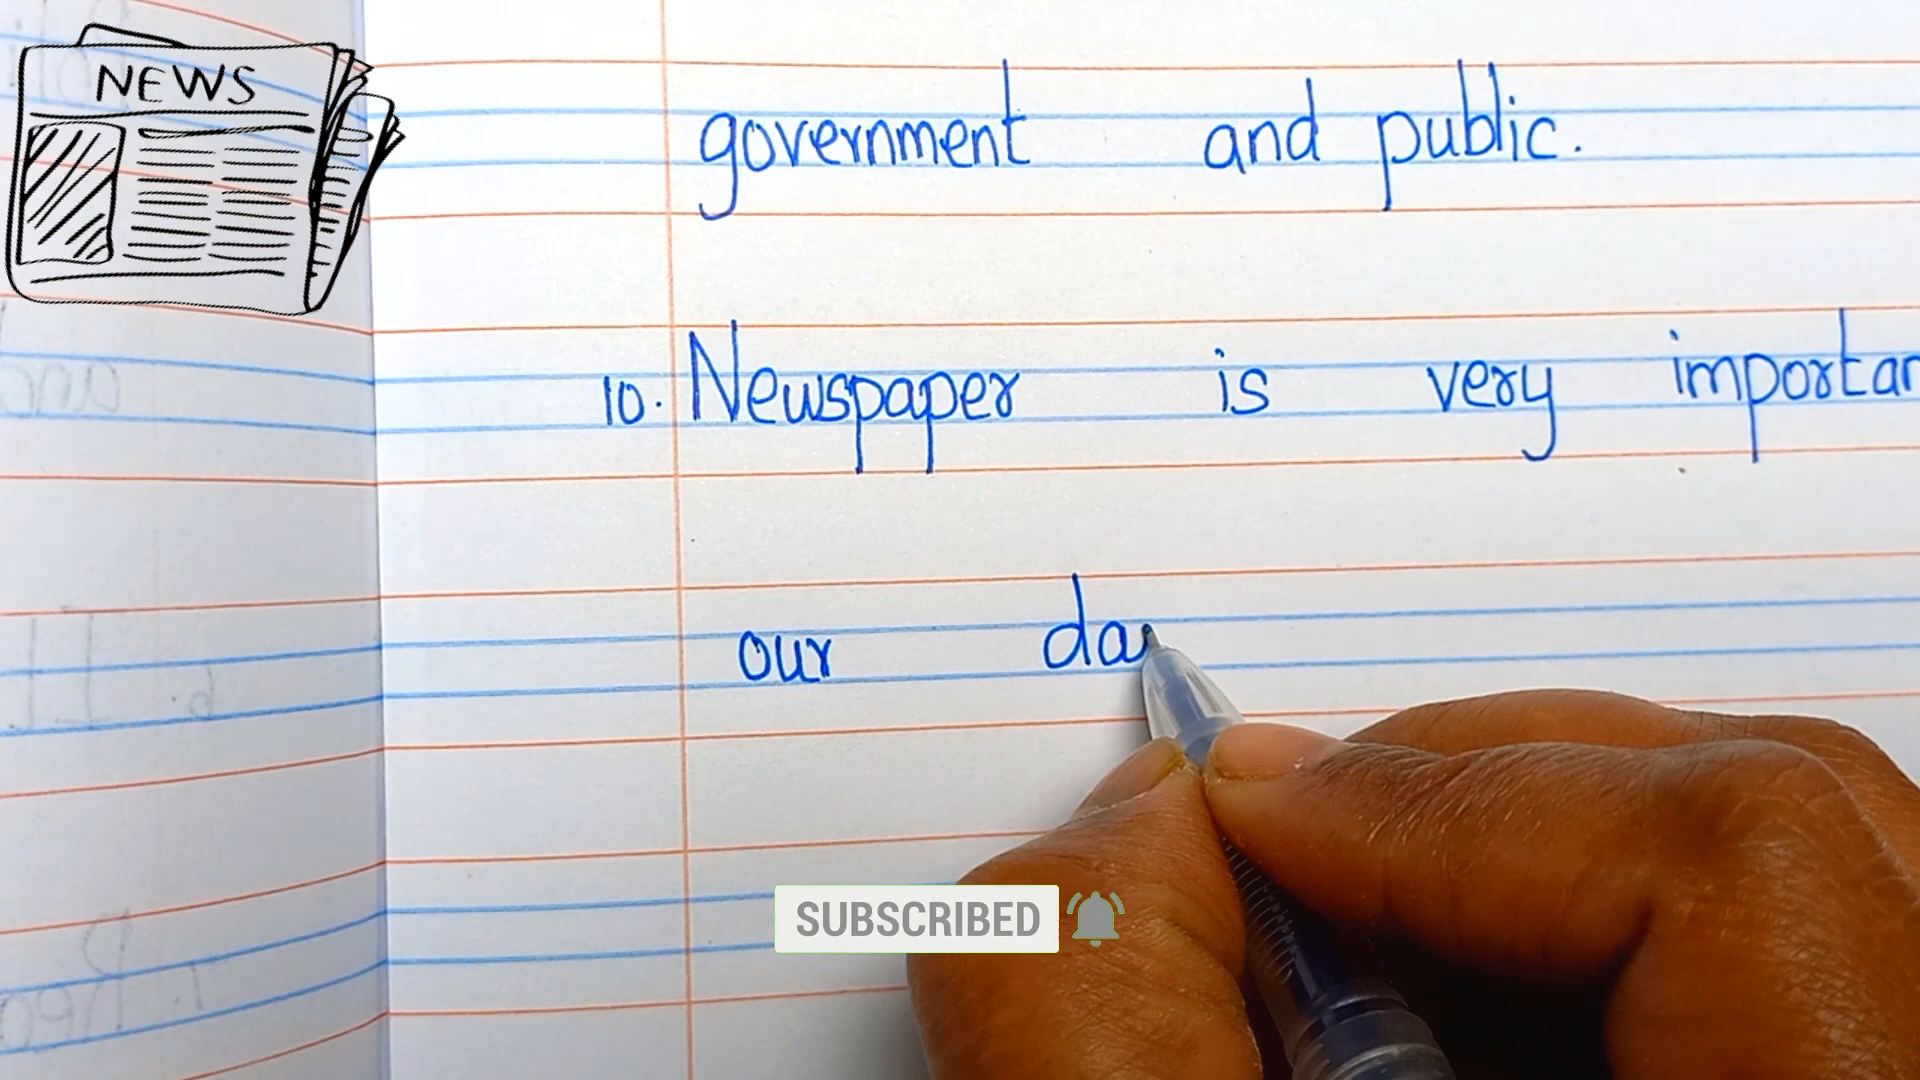 NEWS
government and public.
10. Newspaper is very importan
our da
SUBSCRIBED